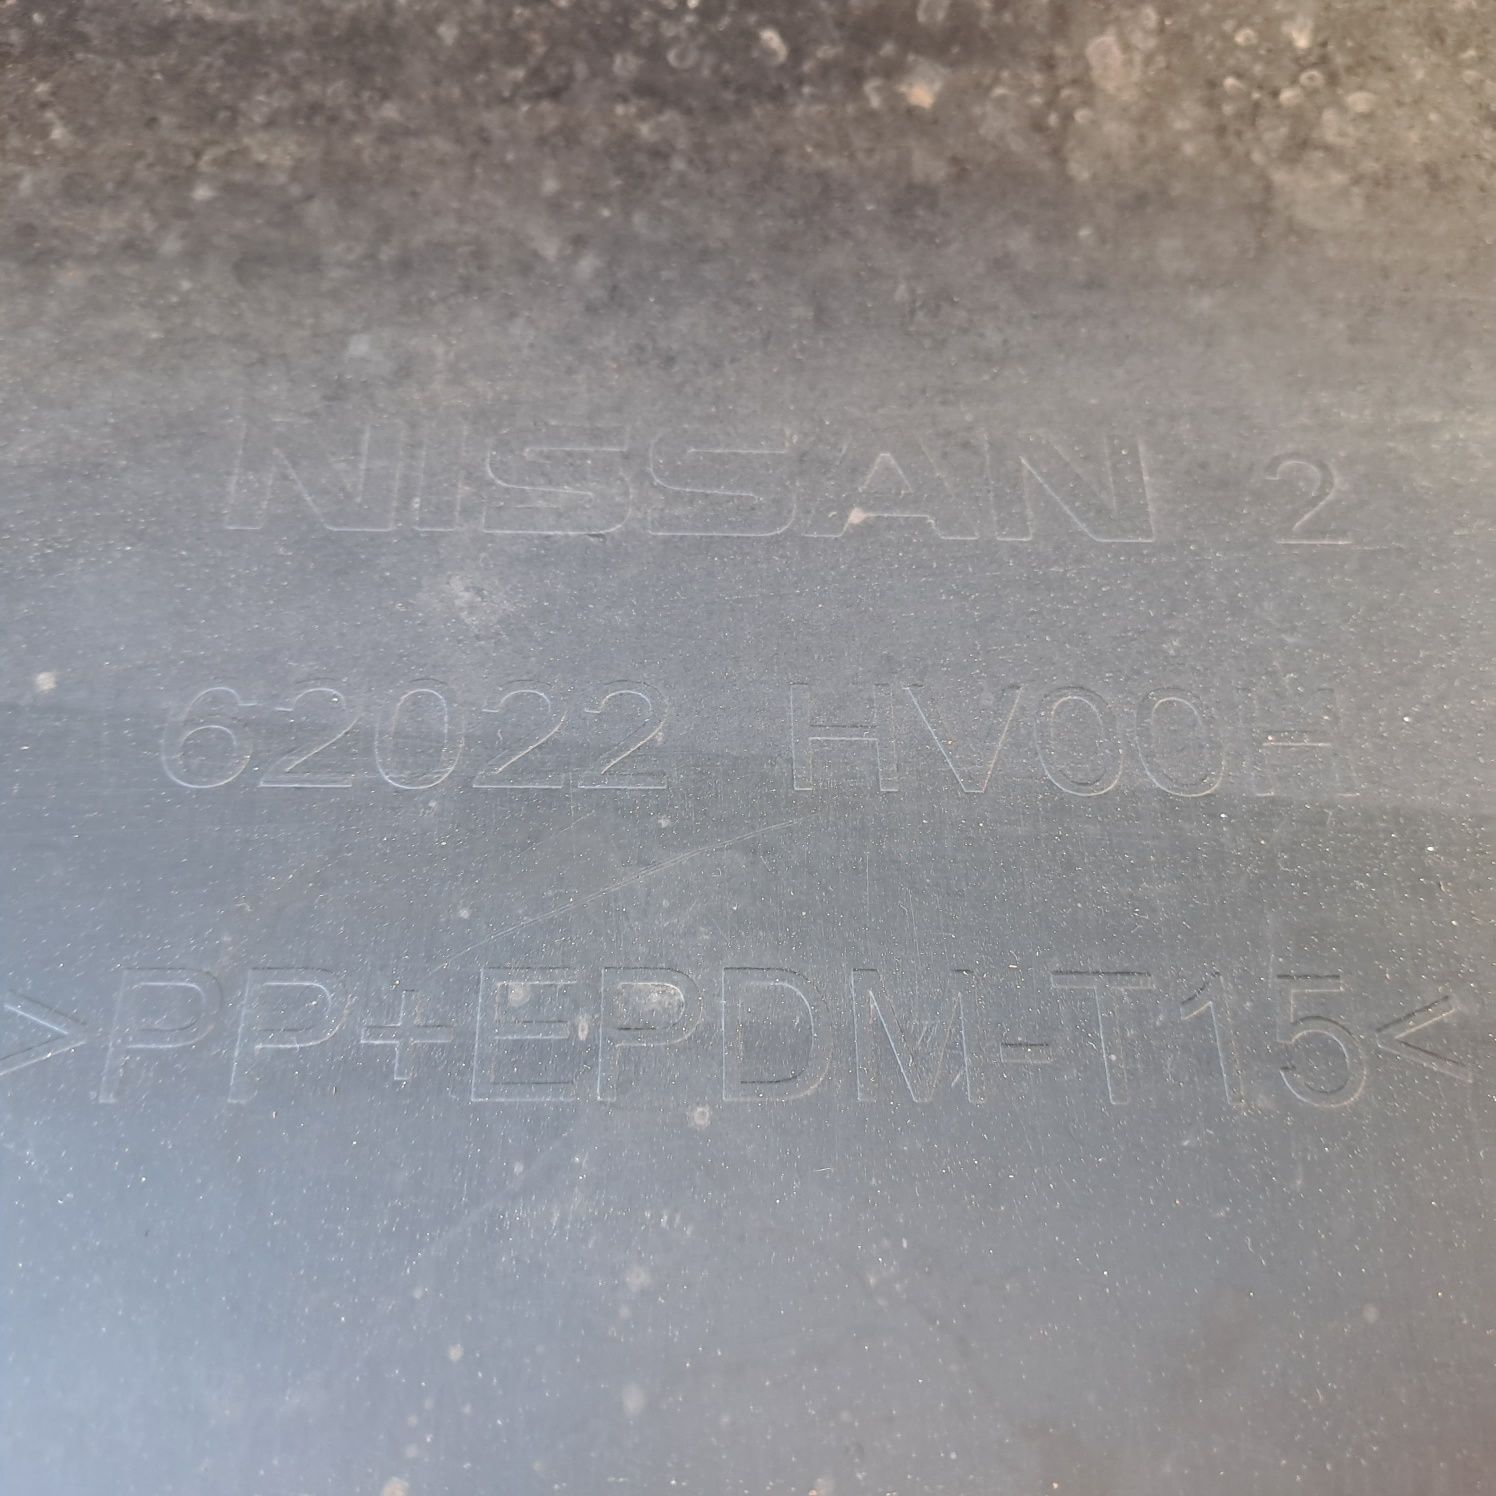 NISSAN 2
62022 HV00H
>PP+EPDM-T15<